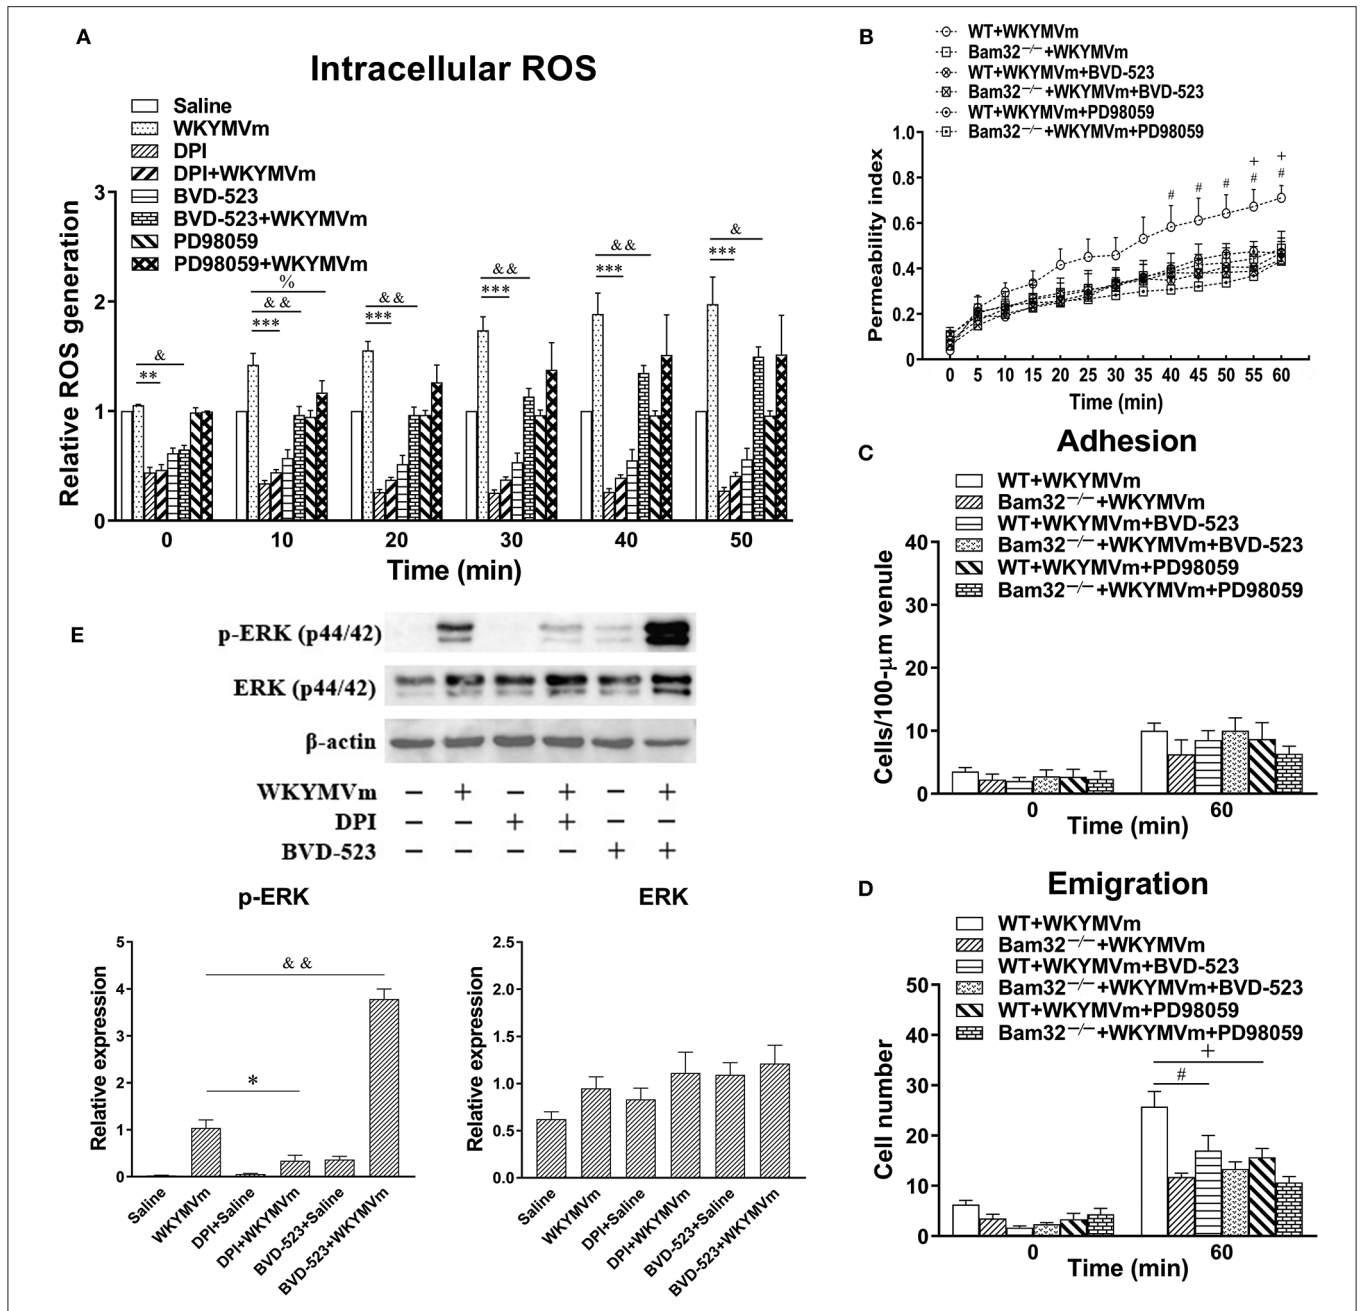 A
Intracellular ROS
Saline
WKYMVm
DPI
DPI+WKYMVm
BVD-523
BVD-523+WKYMVm
PD98059
PD98059+WKYMVm
Relative ROS generation
3
2
1
0
&
**
%
& &
***
& &
***
& &
***
& &
***
&
***
0 10 20 30 40 50
Time (min)
B
WT+WKYMVm
Bam32−/−+WKYMVm
WT+WKYMVm+BVD-523
Bam32−/−+WKYMVm+BVD-523
WT+WKYMVm+PD98059
Bam32−/−+WKYMVm+PD98059
Permeability index
1.0
0.8
0.6
0.4
0.2
0
+ +
# # # # #
0 5 10 15 20 25 30 35 40 45 50 55 60
Time (min)
C
Adhesion
WT+WKYMVm
Bam32−/−+WKYMVm
WT+WKYMVm+BVD-523
Bam32−/−+WKYMVm+BVD-523
WT+WKYMVm+PD98059
Bam32−/−+WKYMVm+PD98059
Cells/100-μm venule
40
30
20
10
0
0 60
Time (min)
D
Emigration
WT+WKYMVm
Bam32−/−+WKYMVm
WT+WKYMVm+BVD-523
Bam32−/−+WKYMVm+BVD-523
WT+WKYMVm+PD98059
Bam32−/−+WKYMVm+PD98059
Cell number
50
40
30
20
10
0
+
#
0 60
Time (min)
E
p-ERK (p44/42)
ERK (p44/42)
β-actin
WKYMVm − + − + − +
DPI − − + + − −
BVD-523 − − − − + +
p-ERK
Relative expression
5
4
3
2
1
0
& &
*
Saline
WKYMVm
DPI+Saline
DPI+WKYMVm
BVD-523+Saline
BVD-523+WKYMVm
ERK
Relative expression
2.5
2.0
1.5
1.0
0.5
0.0
Saline
WKYMVm
DPI+Saline
DPI+WKYMVm
BVD-523+Saline
BVD-523+WKYMVm